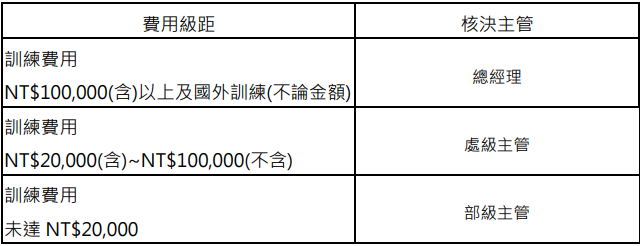 費用級距
核決主管
訓練費用
NT$100,000(含)以上及國外訓練(不論金額)
總經理
訓練費用
NT$20,000(含)~NT$100,000(不含)
處級主管
訓練費用
未達 NT$20,000
部級主管